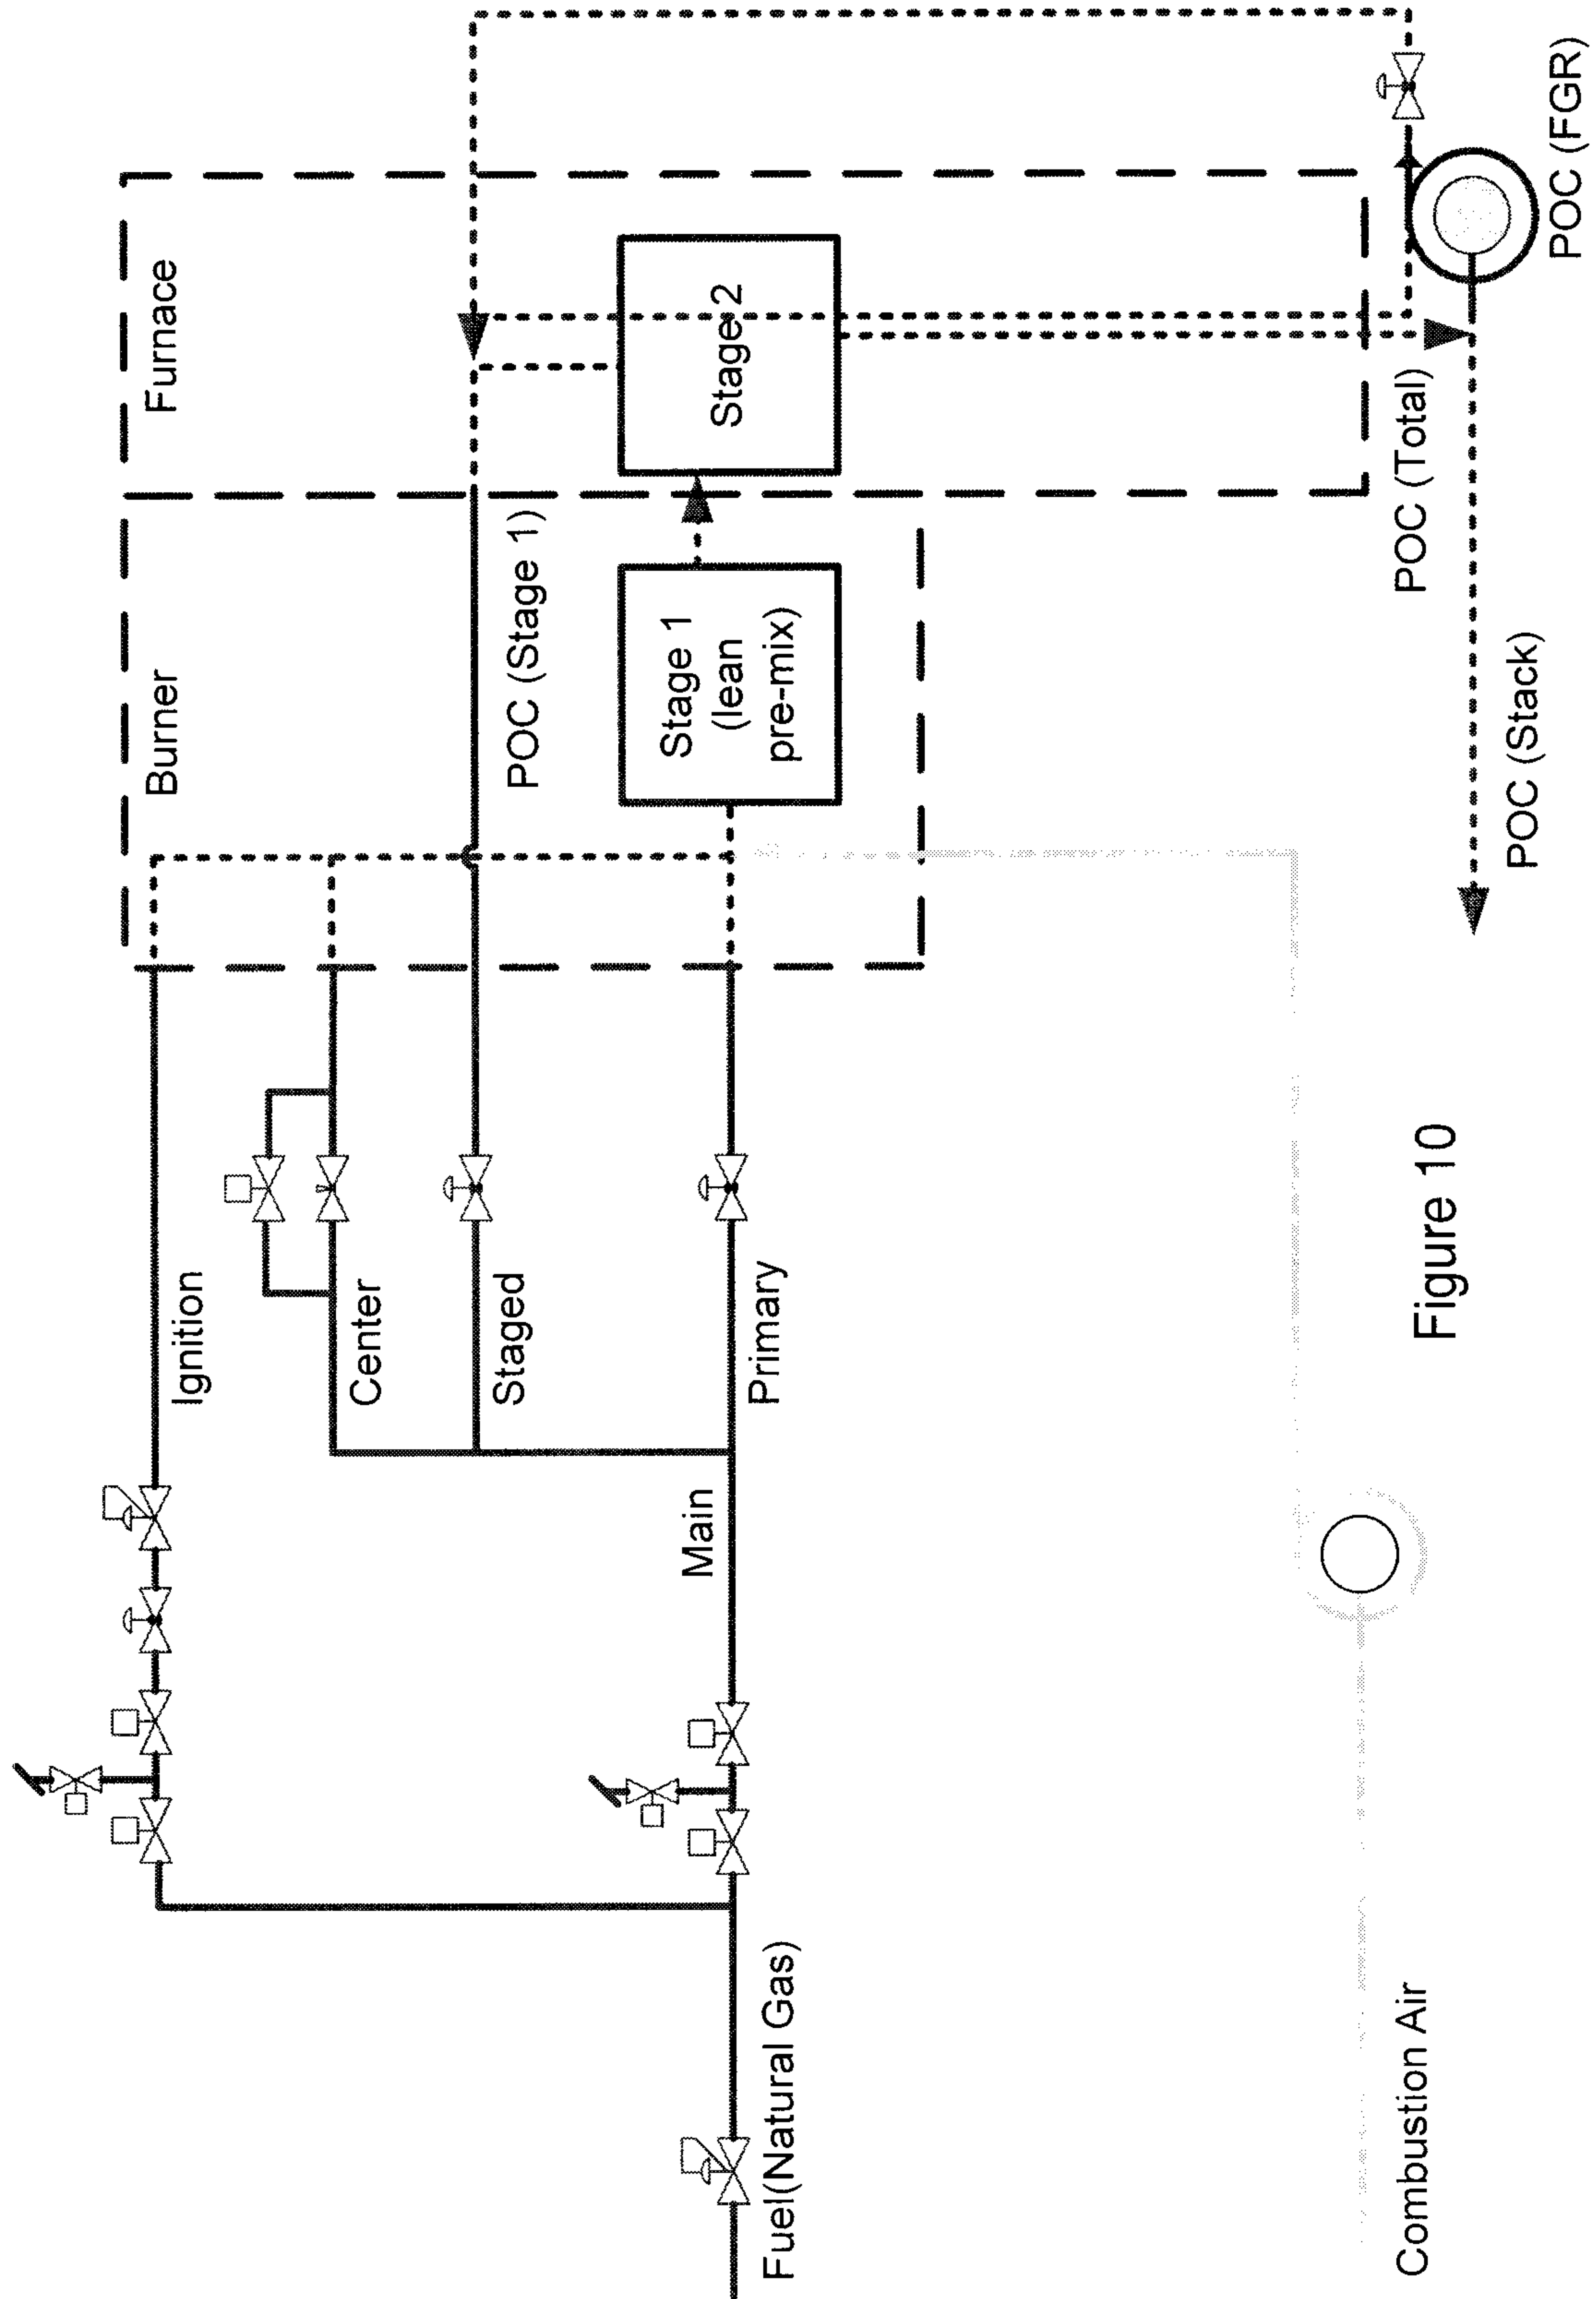 Furnace
Burner
Stage 2
Stage 1
(lean
pre-mix)
POC (Stage 1)
POC (FGR)
POC (Total)
POC (Stack)
Ignition
Center
Staged
Primary
Main
Fuel(Natural Gas)
Combustion Air
Figure 10